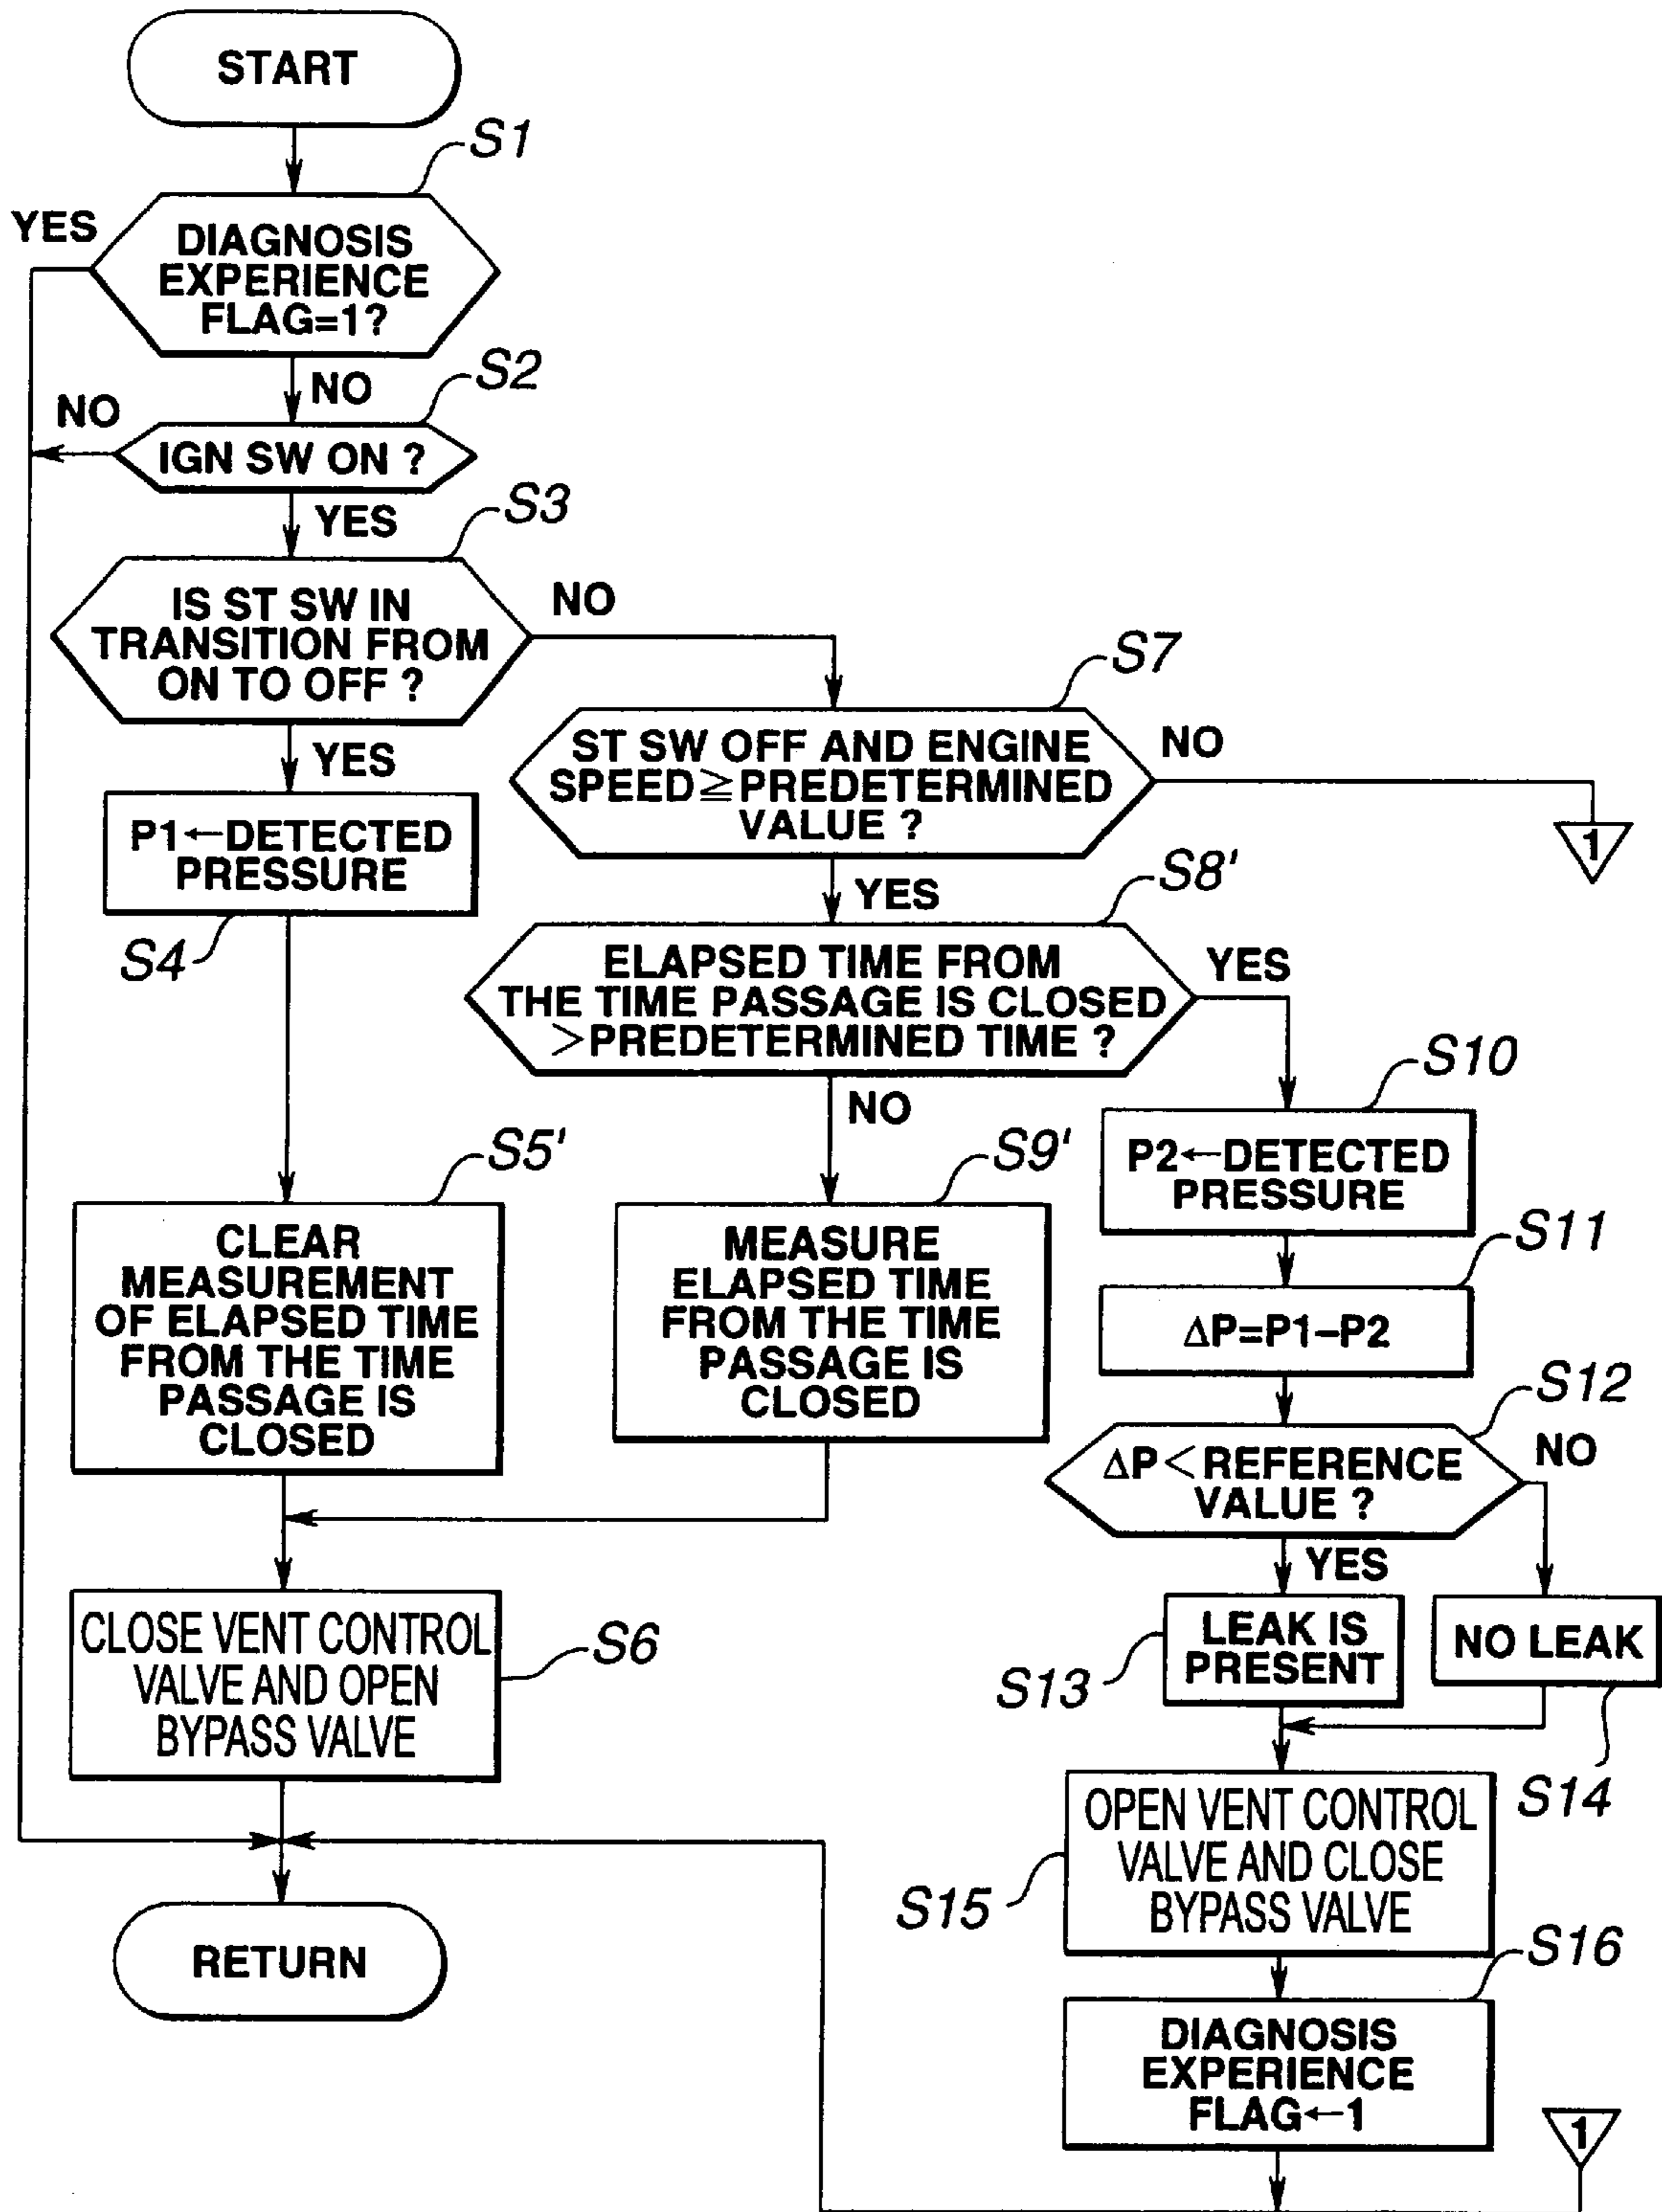 START
S1
YES
DIAGNOSIS
EXPERIENCE
FLAG=1?
NO
S2
NO
IGN SW ON ?
YES
S3
IS ST SW IN
TRANSITION FROM
ON TO OFF ?
NO
YES
S7
ST SW OFF AND ENGINE
SPEED≧PREDETERMINED
VALUE ?
NO
1
P1←DETECTED
PRESSURE
S4
YES
S8'
ELAPSED TIME FROM
THE TIME PASSAGE IS CLOSED
>PREDETERMINED TIME ?
YES
NO
S10
P2←DETECTED
PRESSURE
S5'
CLEAR
MEASUREMENT
OF ELAPSED TIME
FROM THE TIME
PASSAGE IS
CLOSED
S9'
MEASURE
ELAPSED TIME
FROM THE TIME
PASSAGE IS
CLOSED
S11
ΔP=P1–P2
S12
ΔP<REFERENCE
VALUE ?
NO
YES
CLOSE VENT CONTROL
VALVE AND OPEN
BYPASS VALVE
S6
LEAK IS
PRESENT
S13
NO LEAK
S14
OPEN VENT CONTROL
VALVE AND CLOSE
BYPASS VALVE
S15
RETURN
S16
DIAGNOSIS
EXPERIENCE
FLAG←1
1